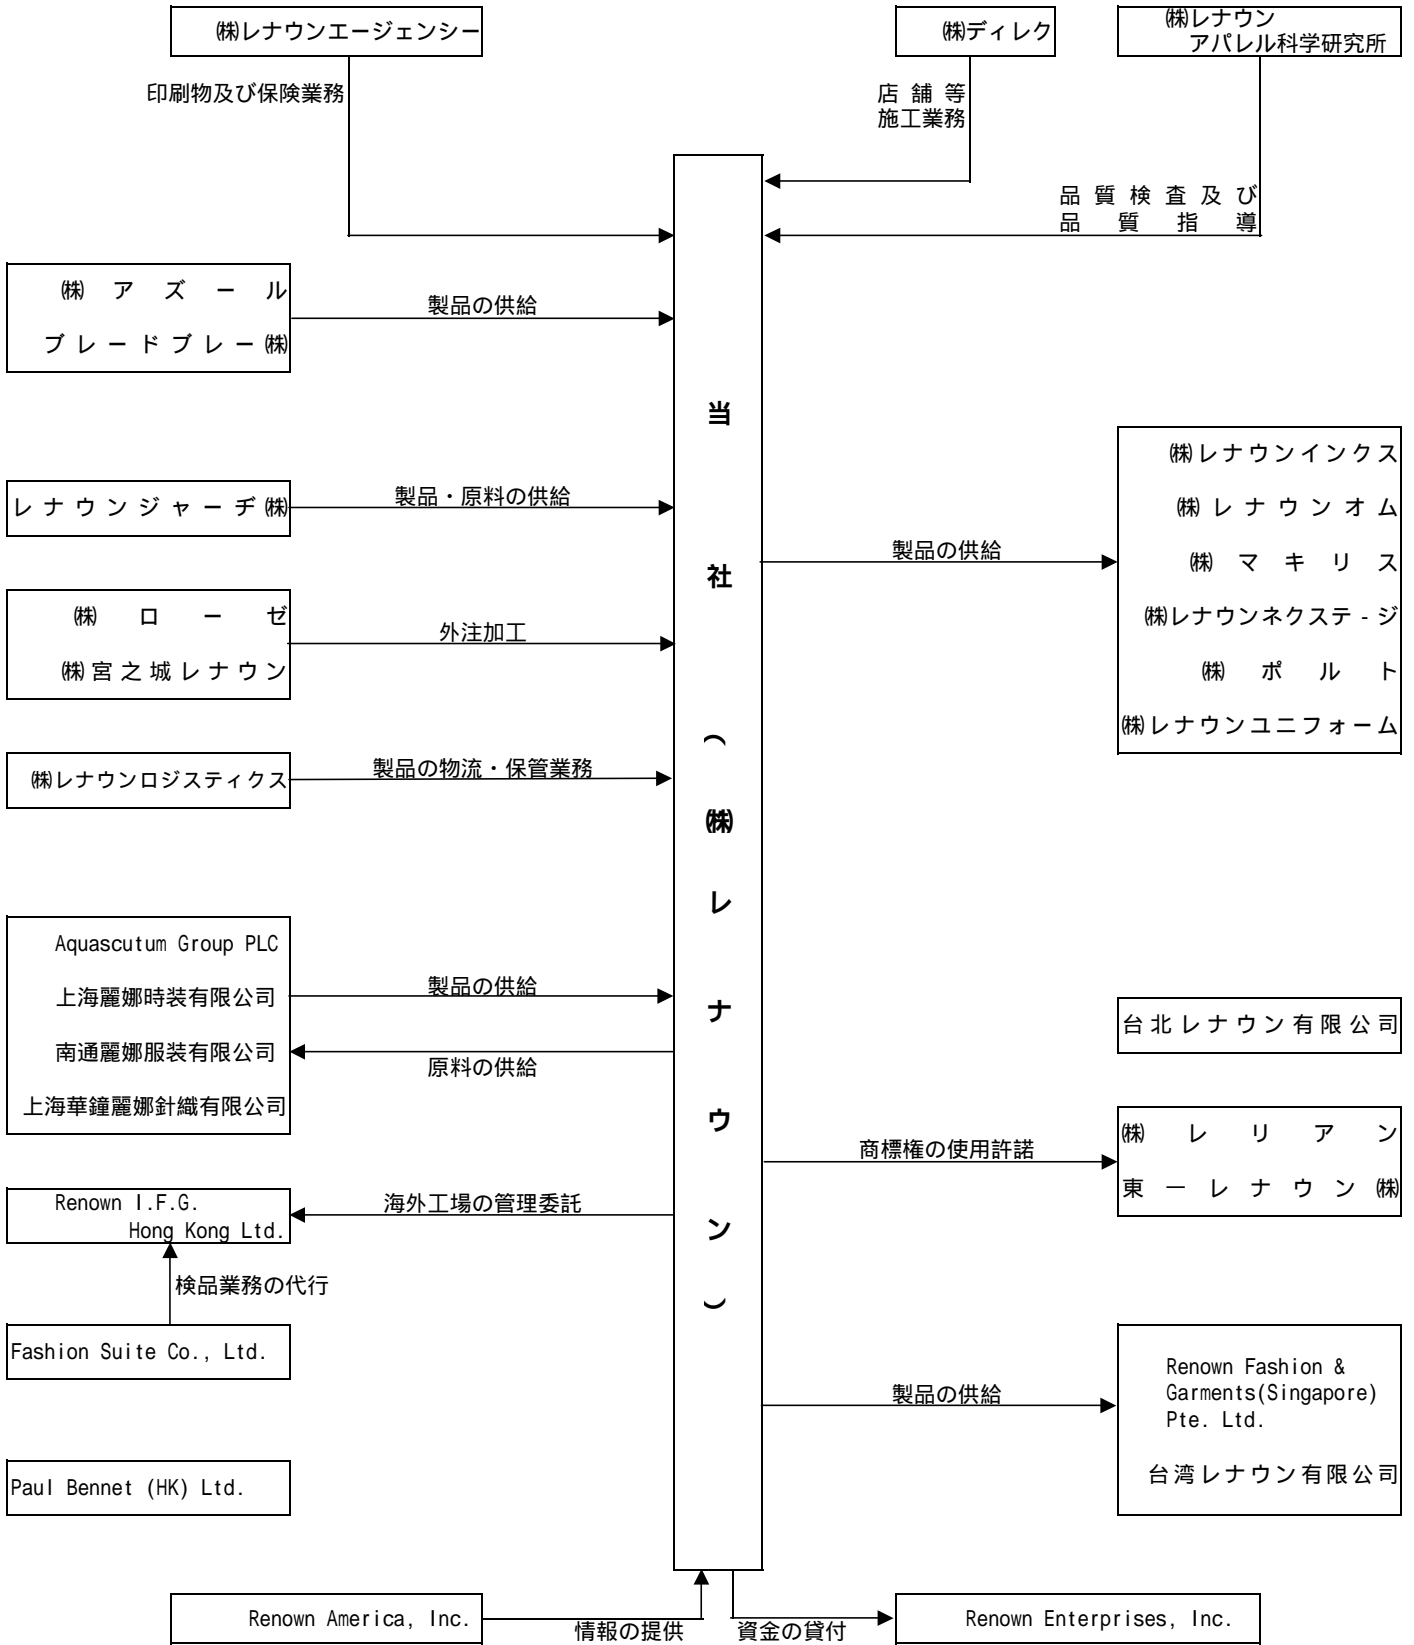 ㈱レナウンエージェンシー
㈱ディレク
㈱レナウン
アパレル科学研究所
印刷物及び保険業務
店舗等
施工業務
品質検査及び
品質指導
㈱アズール
ブレードブレー㈱
製品の供給
レナウンジャーヂ㈱
製品・原料の供給
㈱ローゼ
㈱宮之城レナウン
外注加工
㈱レナウンロジスティクス
製品の物流・保管業務
当社(㈱レナウン)
製品の供給
㈱レナウンインクス
㈱レナウンオム
㈱マキリス
㈱レナウンネクステ-ジ
㈱ポルト
㈱レナウンユニフォーム
Aquascutum Group PLC
上海麗娜時装有限公司
南通麗娜服装有限公司
上海華鐘麗娜針織有限公司
製品の供給
原料の供給
台北レナウン有限公司
商標権の使用許諾
㈱レリアン
東一レナウン㈱
Renown I.F.G.
Hong Kong Ltd.
海外工場の管理委託
検品業務の代行
Fashion Suite Co., Ltd.
Paul Bennet (HK) Ltd.
製品の供給
Renown Fashion &
Garments(Singapore)
Pte. Ltd.
台湾レナウン有限公司
Renown America, Inc.
情報の提供
資金の貸付
Renown Enterprises, Inc.